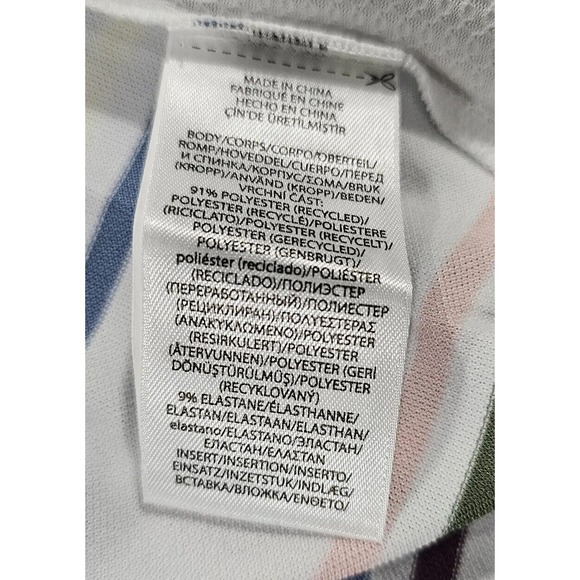 MADE IN CHINA
FABRIQUÉ EN CHINE
HECHO EN CHINA
ÇİN'DE ÜRETİLMİŞTİR
BODY/CORPS/CORPO/OBERTEIL/
ROMP/HOVEDDEL/CUERPO/ПЕРЕД
И СПИНКА/КОРПУС/ΣΩΜΑ/BRUK
(KROPP)/ANVÄND (KROPP)/BEDEN/
VRCHNÍ ČÁST:
91% POLYESTER (RECYCLED)/
POLYESTER (RECYCLÉ)/POLIESTERE
(RICICLATO)/POLYESTER (RECYCELT)/
POLYESTER (GERECYCLED)/
POLYESTER (GENBRUGT)/
poliéster (reciclado)/POLIÉSTER
(RECICLADO)/ПОЛИЭСТЕР
(ПЕРЕРАБОТАННЫЙ)/ПОЛИЕСТЕР
(РЕЦИКЛИРАН)/ΠΟΛΥΕΣΤΕΡΑΣ
(ΑΝΑΚΥΚΛΩΜΕΝΟ)/POLYESTER
(RESIRKULERT)/POLYESTER
(ÅTERVUNNEN)/POLYESTER (GERİ
DÖNÜŞTÜRÜLMÜŞ)/POLYESTER
(RECYKLOVANÝ)
9% ELASTANE/ÉLASTHANNE/
ELASTAN/ELASTAAN/ELASTHAN/
elastano/ELASTANO/ЭЛАСТАН/
ЕЛАСТАН/ΕΛΑΣΤΑΝ
INSERT/INSERTION/INSERTO/
EINSATZ/INZETSTUK/INDLÆG/
ВСТАВКА/ВЛОЖКА/ΕΝΘΕΤΟ/